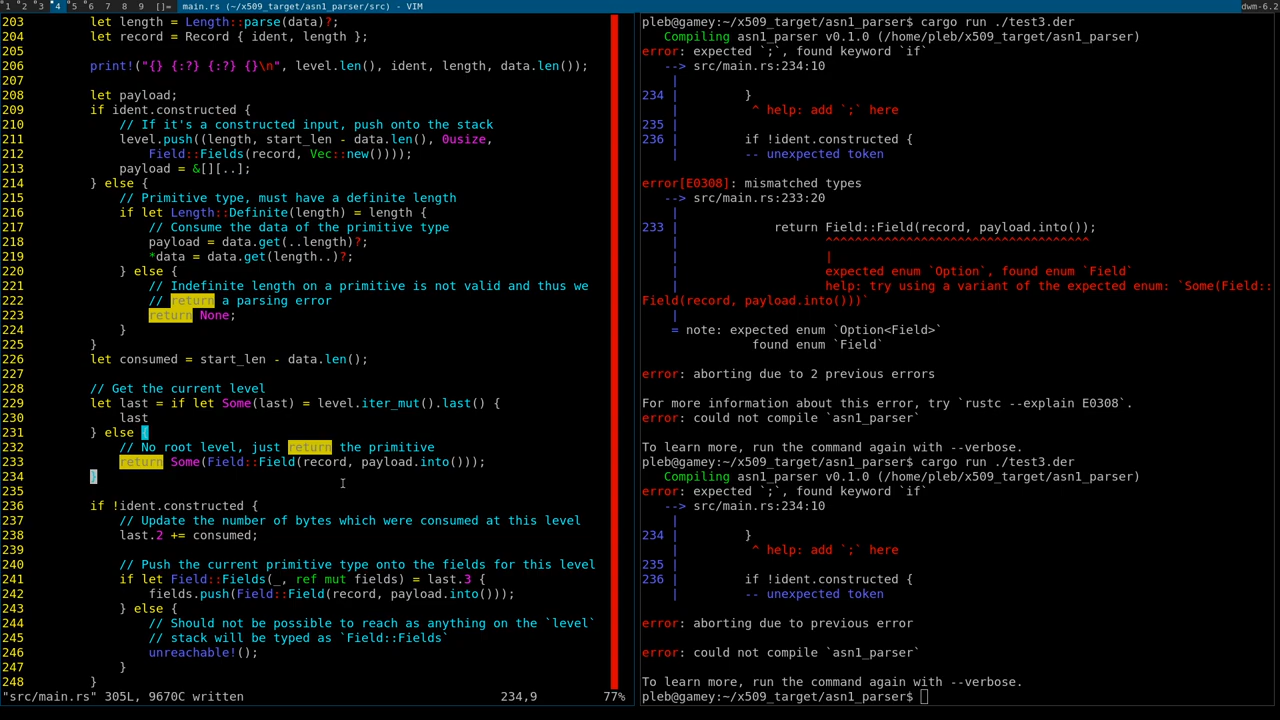 1 2 3 4 5 6 7 8 9 []= main.rs (~/x509_target/asn1_parser/src) - VIM dwm-6.2
203 let length = Length::parse(data)?;
204 let record = Record { ident, length };
205
206 print!("{} {:?} {:?} {}\n", level.len(), ident, length, data.len());
207
208 let payload;
209 if ident.constructed {
210 // If it's a constructed input, push onto the stack
211 level.push((length, start_len - data.len(), 0usize,
212 Field::Fields(record, Vec::new())));
213 payload = &[][..];
214 } else {
215 // Primitive type, must have a definite length
216 if let Length::Definite(length) = length {
217 // Consume the data of the primitive type
218 payload = data.get(..length)?;
219 *data = data.get(length..)?;
220 } else {
221 // Indefinite length on a primitive is not valid and thus we
222 // return a parsing error
223 return None;
224 }
225 }
226 let consumed = start_len - data.len();
227
228 // Get the current level
229 let last = if let Some(last) = level.iter_mut().last() {
230 last
231 } else {
232 // No root level, just return the primitive
233 return Some(Field::Field(record, payload.into()));
234 }
235
236 if !ident.constructed {
237 // Update the number of bytes which were consumed at this level
238 last.2 += consumed;
239
240 // Push the current primitive type onto the fields for this level
241 if let Field::Fields(_, ref mut fields) = last.3 {
242 fields.push(Field::Field(record, payload.into()));
243 } else {
244 // Should not be possible to reach as anything on the `level`
245 // stack will be typed as `Field::Fields`
246 unreachable!();
247 }
248 }
"src/main.rs" 305L, 9670C written 234,9 77%
pleb@gamey:~/x509_target/asn1_parser$ cargo run ./test3.der
Compiling asn1_parser v0.1.0 (/home/pleb/x509_target/asn1_parser)
error: expected `;`, found keyword `if`
--> src/main.rs:234:10
|
234 | }
| ^ help: add `;` here
235 |
236 | if !ident.constructed {
| -- unexpected token
error[E0308]: mismatched types
--> src/main.rs:233:20
|
233 | return Field::Field(record, payload.into());
| ^^^^^^^^^^^^^^^^^^^^^^^^^^^^^^^^^^^^
| |
| expected enum `Option`, found enum `Field`
| help: try using a variant of the expected enum: `Some(Field::
Field(record, payload.into()))`
|
= note: expected enum `Option<Field>`
found enum `Field`
error: aborting due to 2 previous errors
For more information about this error, try `rustc --explain E0308`.
error: could not compile `asn1_parser`
To learn more, run the command again with --verbose.
pleb@gamey:~/x509_target/asn1_parser$ cargo run ./test3.der
Compiling asn1_parser v0.1.0 (/home/pleb/x509_target/asn1_parser)
error: expected `;`, found keyword `if`
--> src/main.rs:234:10
|
234 | }
| ^ help: add `;` here
235 |
236 | if !ident.constructed {
| -- unexpected token
error: aborting due to previous error
error: could not compile `asn1_parser`
To learn more, run the command again with --verbose.
pleb@gamey:~/x509_target/asn1_parser$